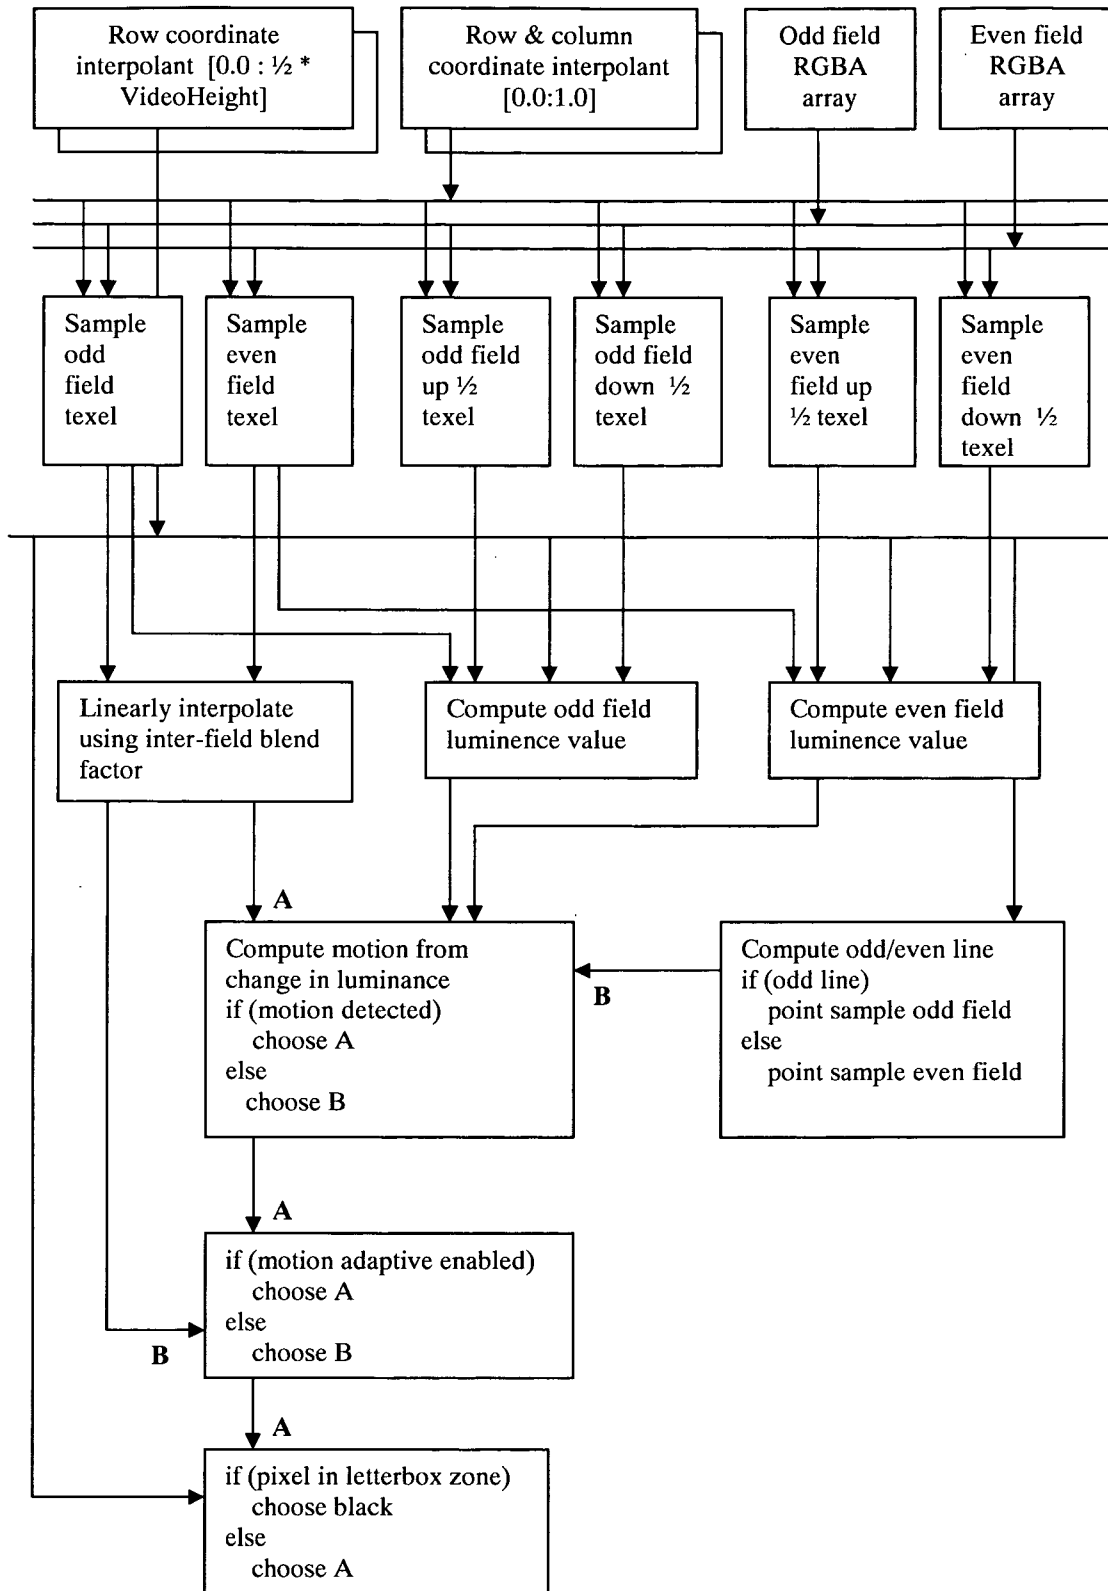 Row coordinate
interpolant [0.0 : ½ *
VideoHeight]
Row & column
coordinate interpolant
[0.0:1.0]
Odd field
RGBA
array
Even field
RGBA
array
Sample
odd
field
texel
Sample
even
field
texel
Sample
odd field
up ½
texel
Sample
odd field
down ½
texel
Sample
even
field up
½ texel
Sample
even
field
down ½
texel
Linearly interpolate
using inter-field blend
factor
Compute odd field
luminence value
Compute even field
luminence value
A
Compute motion from
change in luminance
if (motion detected)
choose A
else
choose B
B
Compute odd/even line
if (odd line)
point sample odd field
else
point sample even field
A
if (motion adaptive enabled)
choose A
else
choose B
B
A
if (pixel in letterbox zone)
choose black
else
choose A